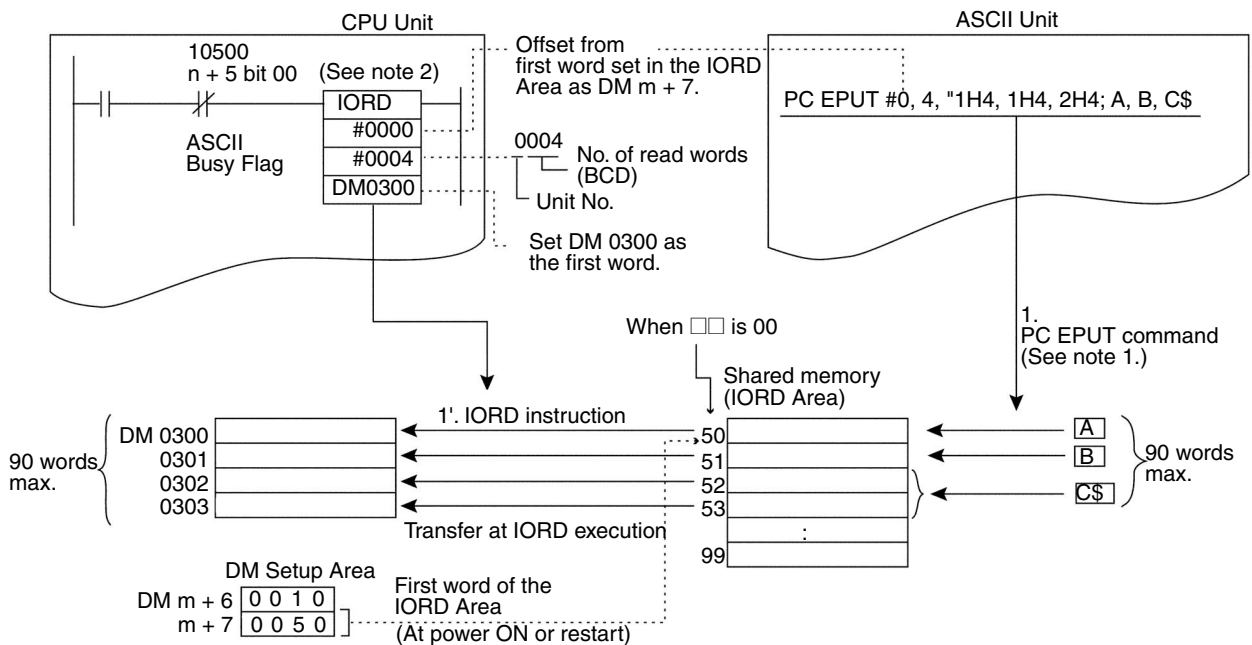 CPU Unit
ASCII Unit
10500
n + 5 bit 00
(See note 2)
IORD
#0000
#0004
DM0300
ASCII
Busy Flag
Offset from
first word set in the IORD
Area as DM m + 7.
0004
No. of read words
(BCD)
Unit No.
Set DM 0300 as
the first word.
PC EPUT #0, 4, "1H4, 1H4, 2H4; A, B, C$
1.
PC EPUT command
(See note 1.)
When □□ is 00
Shared memory
(IORD Area)
1'. IORD instruction
90 words
max.
DM 0300
0301
0302
0303
50
51
52
53
:
99
A
B
C$
90 words
max.
Transfer at IORD execution
DM Setup Area
DM m + 6 0 0 1 0
m + 7 0 0 5 0
First word of the
IORD Area
(At power ON or restart)